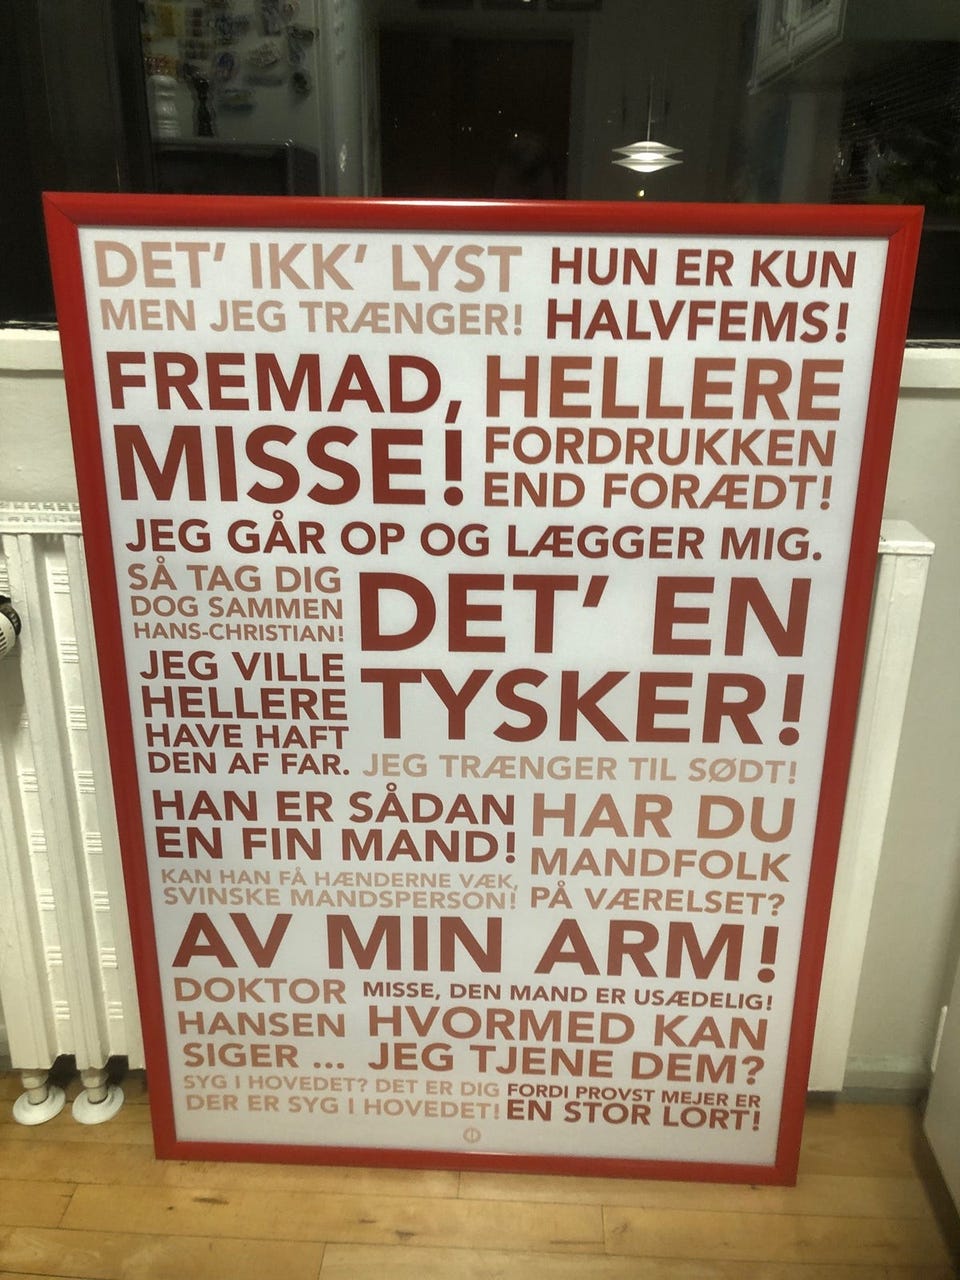 DET' IKK' LYST
MEN JEG TRÆNGER!
HUN ER KUN
HALVFEMS!
FREMAD,
MISSE!
HELLERE
FORDRUKKEN
END FORÆDT!
JEG GÅR OP OG LÆGGER MIG.
SÅ TAG DIG
DOG SAMMEN
HANS-CHRISTIAN!
DET' EN
TYSKER!
JEG VILLE
HELLERE
HAVE HAFT
DEN AF FAR.
JEG TRÆNGER TIL SØDT!
HAN ER SÅDAN
EN FIN MAND!
HAR DU
MANDFOLK
PÅ VÆRELSET?
KAN HAN FÅ HÆNDERNE VÆK,
SVINSKE MANDSPERSON!
AV MIN ARM!
DOKTOR
HANSEN
SIGER ...
MISSE, DEN MAND ER USÆDELIG!
HVORMED KAN
JEG TJENE DEM?
SYG I HOVEDET? DET ER DIG
DER ER SYG I HOVEDET!
FORDI PROVST MEJER ER
EN STOR LORT!